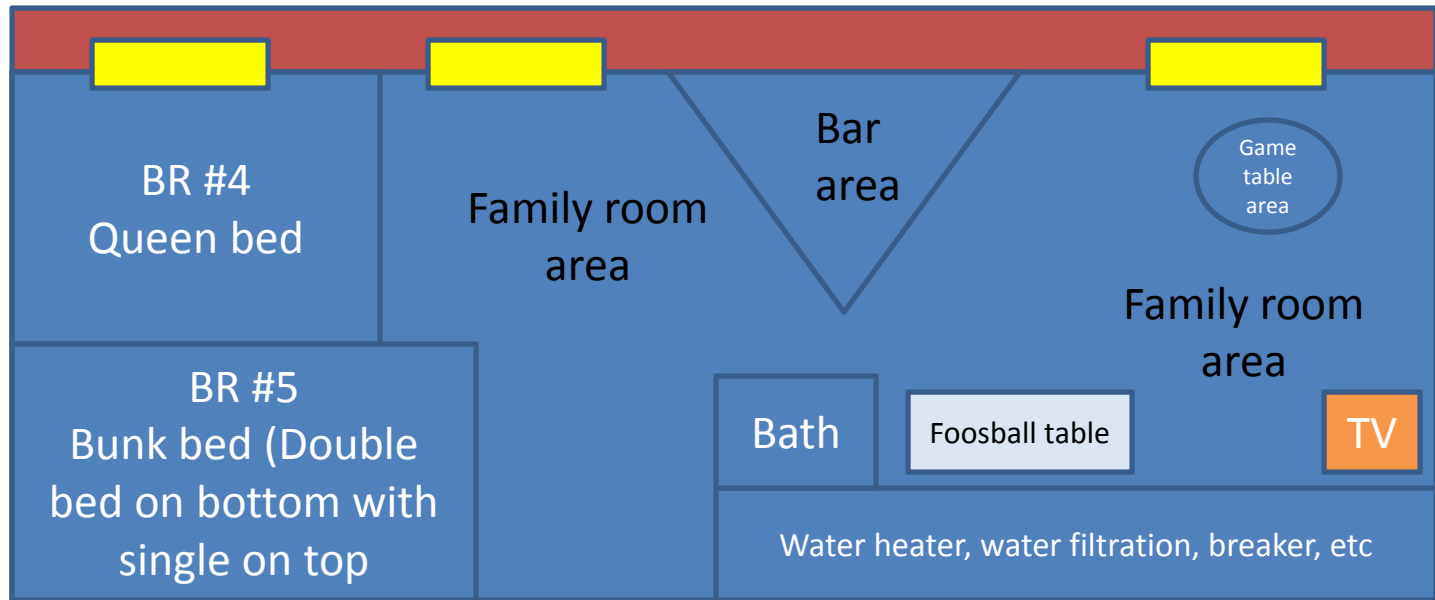 BR #4
Queen bed
Family room
area
Bar
area
Game
table
area
Family room
area
BR #5
Bunk bed (Double
bed on bottom with
single on top
Bath
Foosball table
TV
Water heater, water filtration, breaker, etc